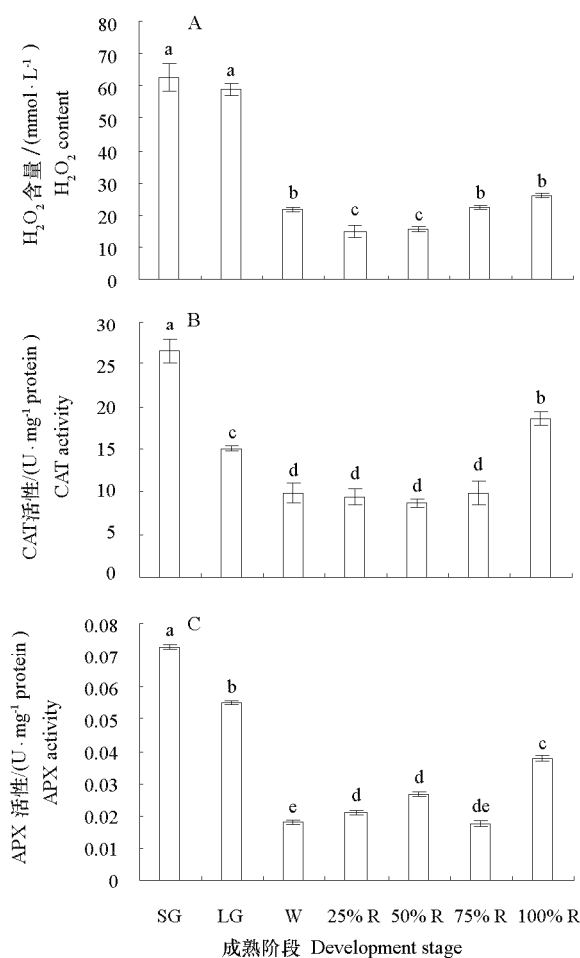 A
H₂O₂含量/(mmol·L⁻¹)
H₂O₂ content
80
70
60
50
40
30
20
10
0
a a b c c b b
B
CAT活性/(U·mg⁻¹ protein)
CAT activity
30
25
20
15
10
5
0
a c d d d d b
C
APX 活性/(U·mg⁻¹ protein)
APX activity
0.08
0.07
0.06
0.05
0.04
0.03
0.02
0.01
0
a b e d d de c
SG LG W 25% R 50% R 75% R 100% R
成熟阶段 Development stage